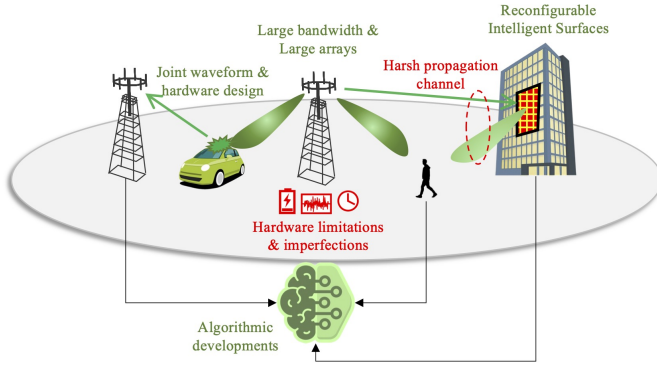 Reconfigurable
Intelligent Surfaces
Large bandwidth &
Large arrays
Joint waveform &
hardware design
Harsh propagation
channel
Hardware limitations
& imperfections
Algorithmic
developments